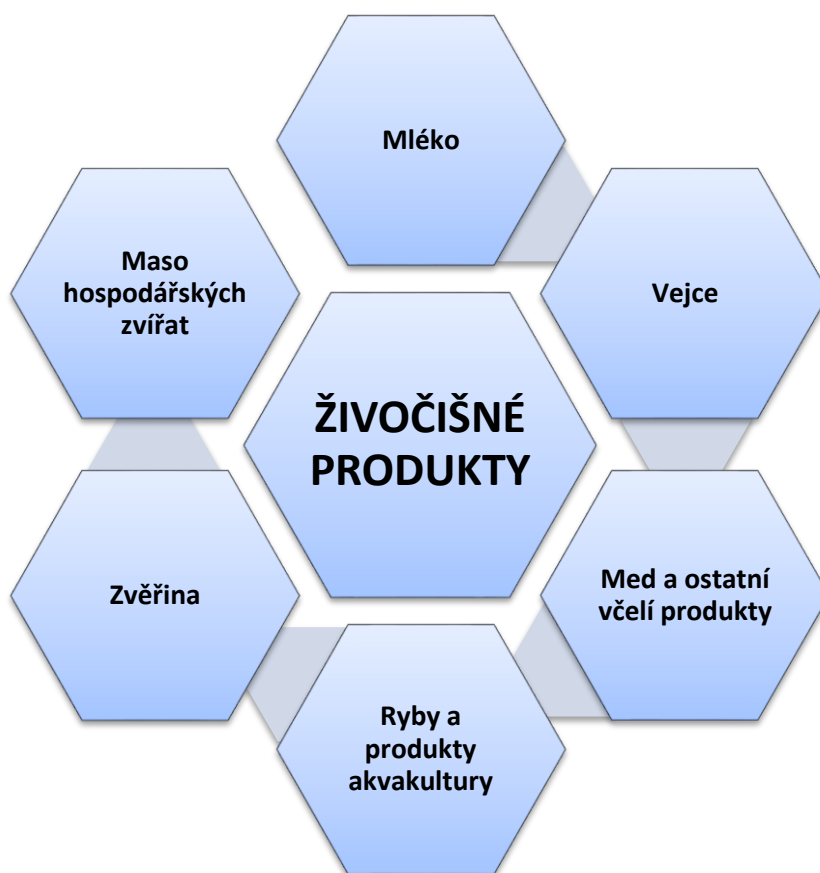 Mléko
Maso
hospodářských
zvířat
Vejce
ŽIVOČIŠNÉ
PRODUKTY
Zvěřina
Med a ostatní
včelí produkty
Ryby a
produkty
akvakultury